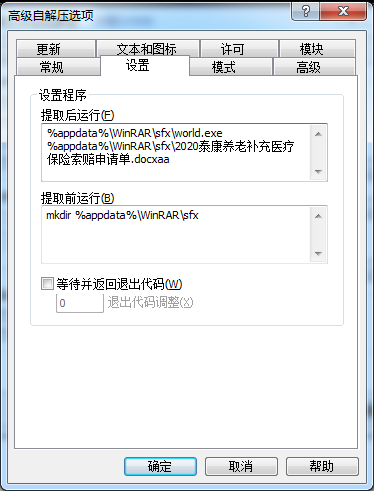 高级自解压选项
更新 文本和图标 许可 模块
常规 设置 模式 高级
设置程序
提取后运行(F)
%appdata%\WinRAR\sfx\world.exe
%appdata%\WinRAR\sfx\2020泰康养老补充医疗
保险索赔申请单.docxaa
提取前运行(B)
mkdir %appdata%\WinRAR\sfx
等待并返回退出代码(W)
0 退出代码调整(X)
确定 取消 帮助